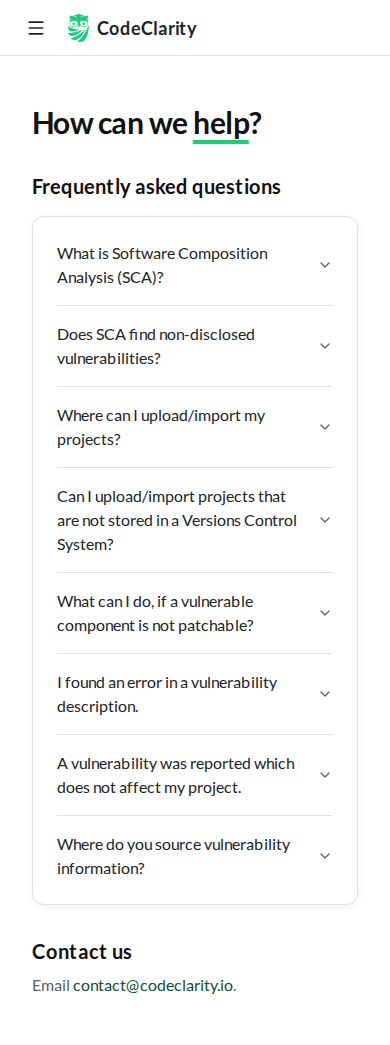 CodeClarity
How can we help?
Frequently asked questions
What is Software Composition
Analysis (SCA)?
Does SCA find non-disclosed
vulnerabilities?
Where can I upload/import my
projects?
Can I upload/import projects that
are not stored in a Versions Control
System?
What can I do, if a vulnerable
component is not patchable?
I found an error in a vulnerability
description.
A vulnerability was reported which
does not affect my project.
Where do you source vulnerability
information?
Contact us
Email contact@codeclarity.io.